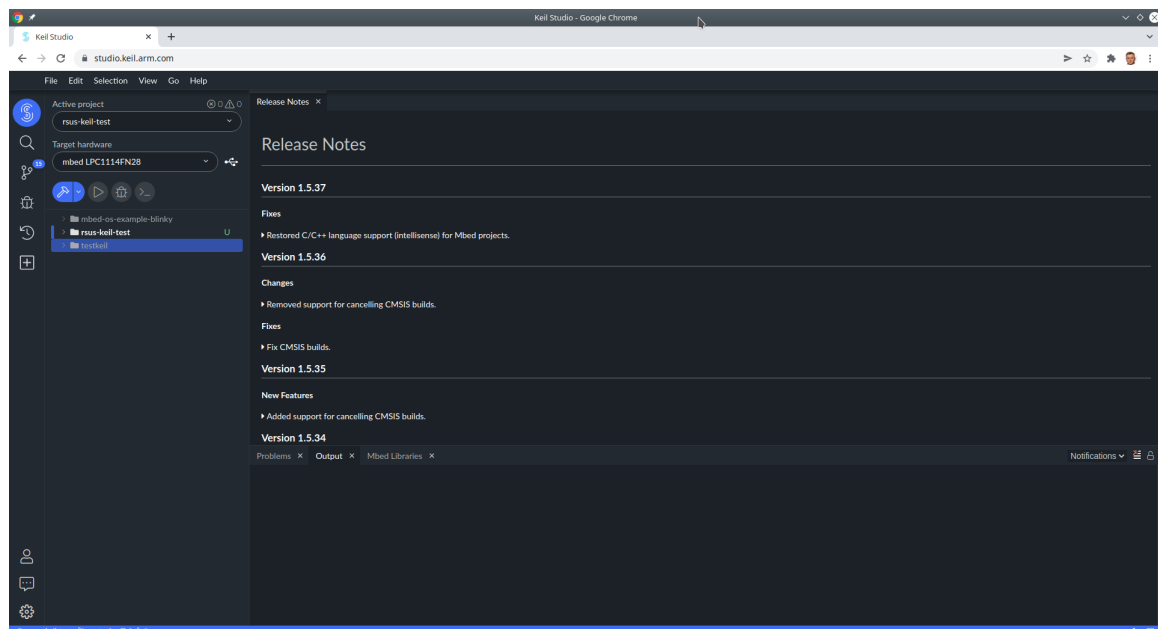 Keil Studio - Google Chrome
Keil Studio
studio.keil.arm.com
File Edit Selection View Go Help
Active project 0 0
rsus-keil-test
Target hardware
mbed LPC1114FN28
15
mbed-os-example-blinky
rsus-keil-test U
testkeil
Release Notes
Release Notes
Version 1.5.37
Fixes
Restored C/C++ language support (intellisense) for Mbed projects.
Version 1.5.36
Changes
Removed support for cancelling CMSIS builds.
Fixes
Fix CMSIS builds.
Version 1.5.35
New Features
Added support for cancelling CMSIS builds.
Version 1.5.34
Problems Output Mbed Libraries Notifications